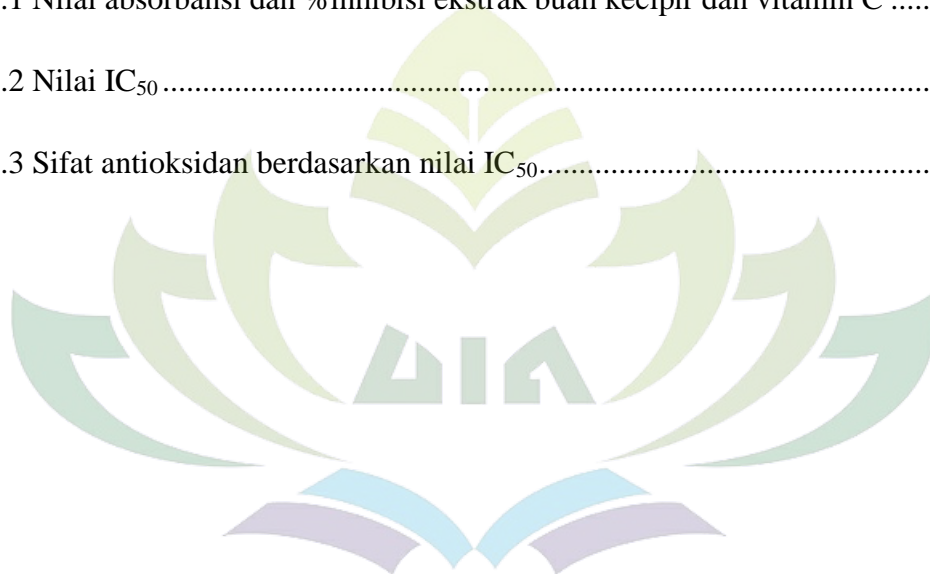 .1 Nilai absorbansi dan %inhibisi ekstrak buah kecipir dan vitamin C .....
.2 Nilai IC₅₀ ..........................................................................................
.3 Sifat antioksidan berdasarkan nilai IC₅₀.............................................
UIN